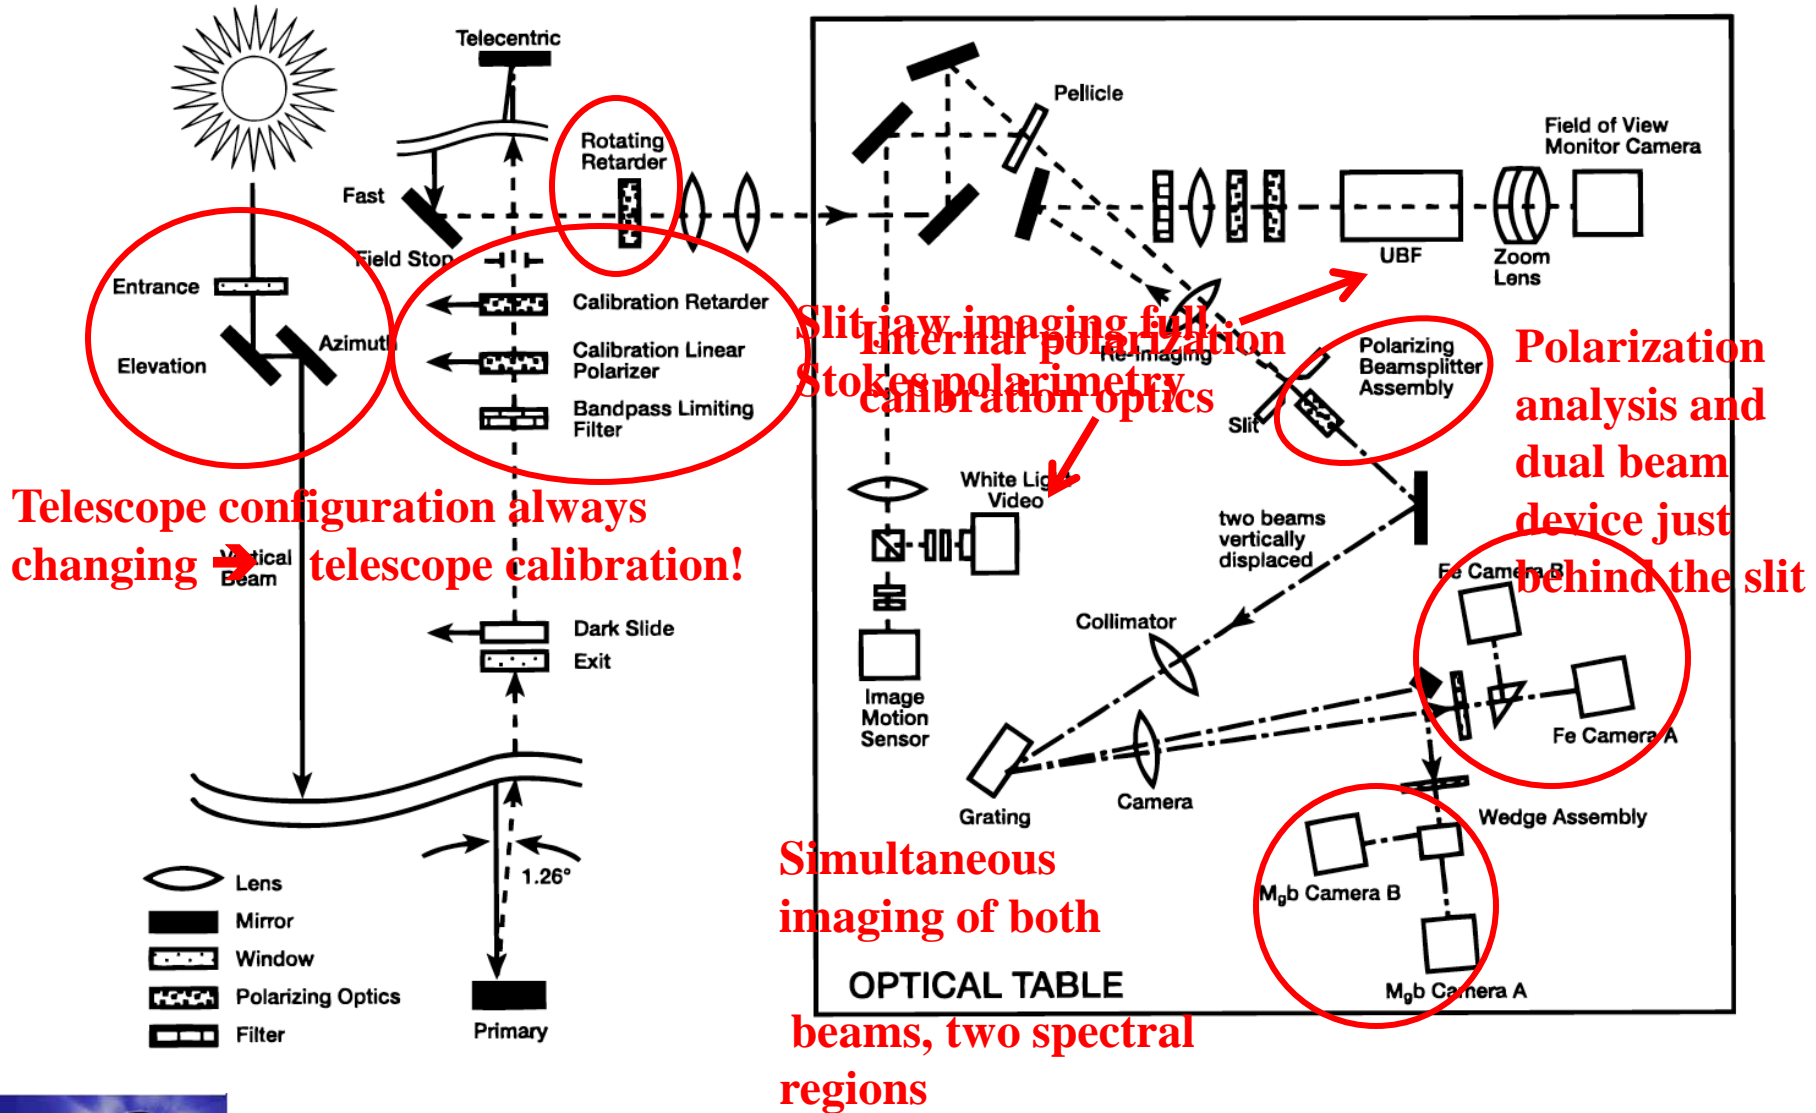 Telecentric
Pellicle
Rotating
Retarder
Field of View
Monitor Camera
Fast
Field Stop
UBF
Zoom
Lens
Entrance
Calibration Retarder
Elevation
Azimuth
Calibration Linear
Polarizer
Bandpass Limiting
Filter
Slit jaw imaging full
Stokes polarimetry
Internal polarization
calibration optics
Re-imaging
Polarizing
Beamsplitter
Assembly
Slit
Polarization
analysis and
dual beam
device just
behind the slit
Telescope configuration always
changing ➔ telescope calibration!
Vertical
Beam
White Light
Video
two beams
vertically
displaced
Dark Slide
Exit
Image
Motion
Sensor
Collimator
Fe Camera B
Fe Camera A
Grating
Camera
Wedge Assembly
Mgb Camera B
Mgb Camera A
1.26°
Lens
Mirror
Window
Polarizing Optics
Filter
Primary
Simultaneous
imaging of both
OPTICAL TABLE
beams, two spectral
regions